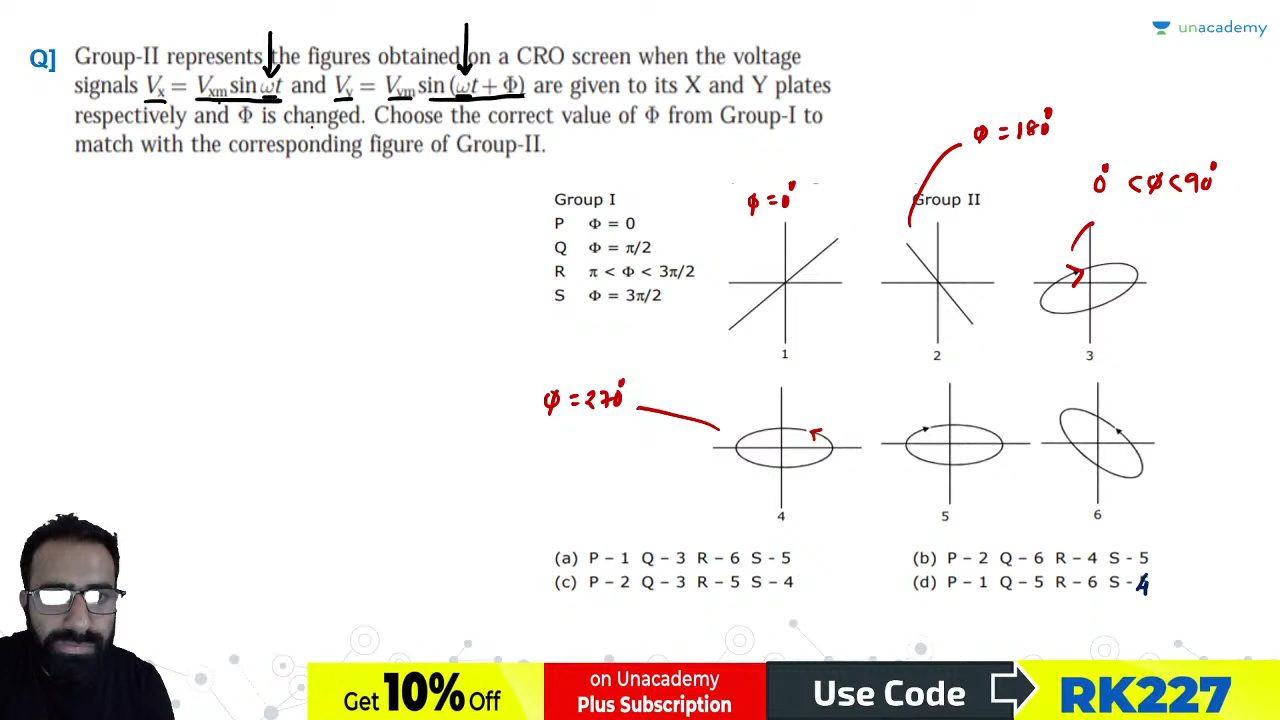 unacademy
Q] Group-II represents the figures obtained on a CRO screen when the voltage
signals Vx = Vxm sin ωt and Vy = Vym sin (ωt + Φ) are given to its X and Y plates
respectively and Φ is changed. Choose the correct value of Φ from Group-I to
match with the corresponding figure of Group-II.
Group I
P Φ = 0
Q Φ = π/2
R π < Φ < 3π/2
S Φ = 3π/2
Group II
ϕ = 0°
ϕ = 180°
0° < ϕ < 90°
1
2
3
ϕ = 270°
4
5
6
(a) P – 1 Q – 3 R – 6 S - 5
(b) P – 2 Q – 6 R – 4 S - 5
(c) P – 2 Q – 3 R – 5 S – 4
(d) P – 1 Q – 5 R – 6 S - 4
Get 10% Off
on Unacademy
Plus Subscription
Use Code
RK227